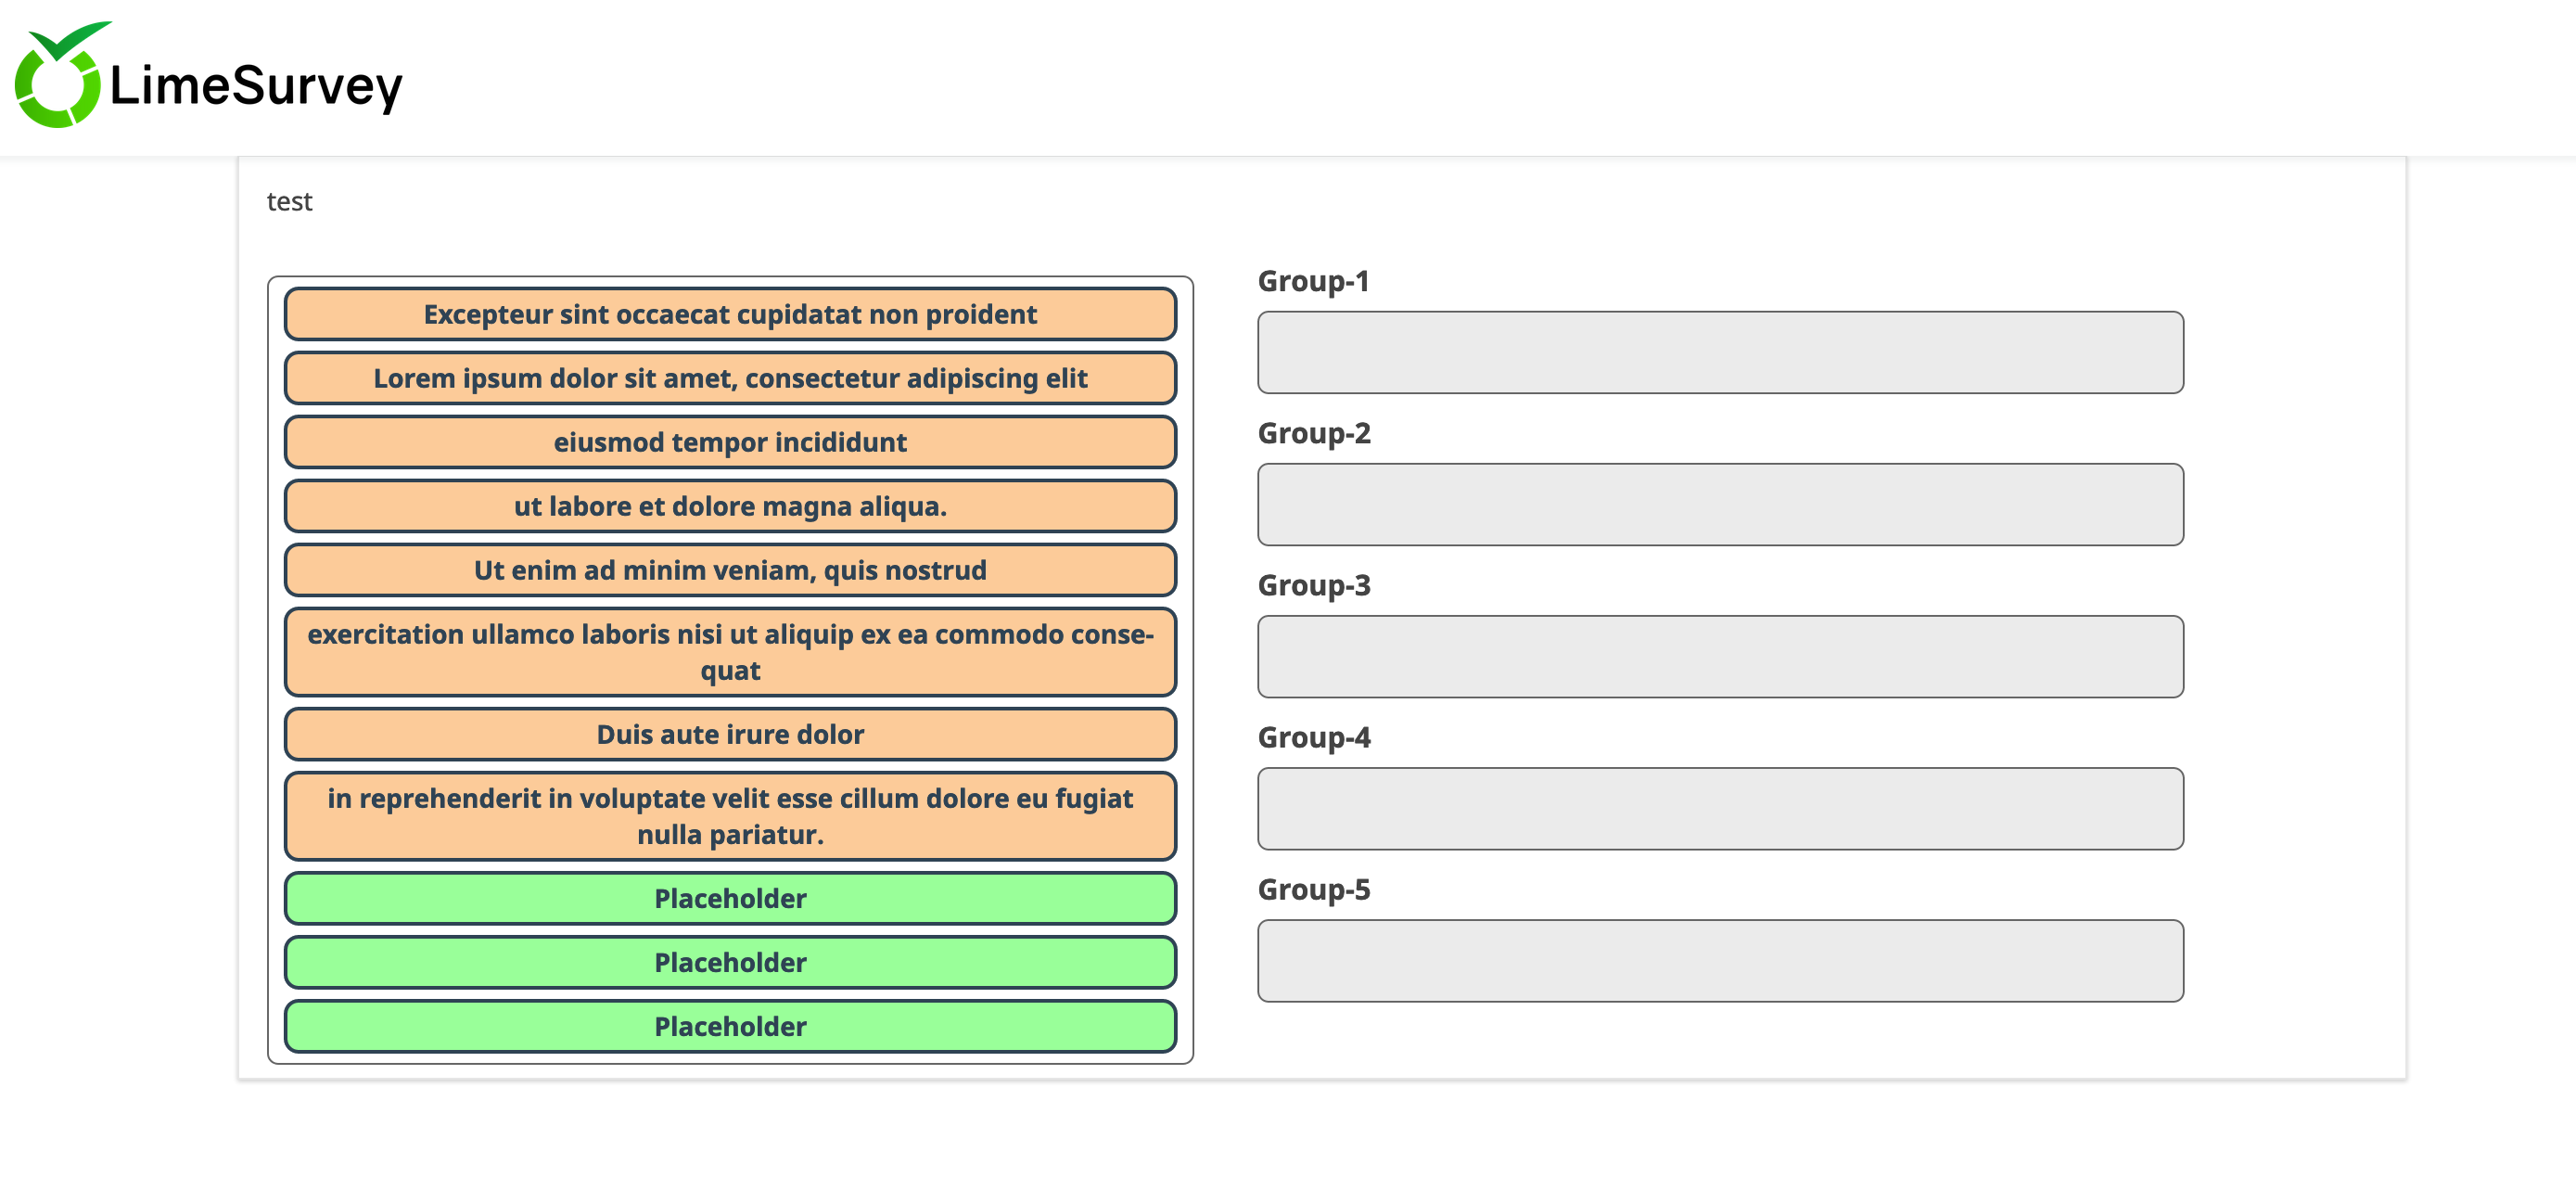 LimeSurvey
test
Excepteur sint occaecat cupidatat non proident
Lorem ipsum dolor sit amet, consectetur adipiscing elit
eiusmod tempor incididunt
ut labore et dolore magna aliqua.
Ut enim ad minim veniam, quis nostrud
exercitation ullamco laboris nisi ut aliquip ex ea commodo conse-
quat
Duis aute irure dolor
in reprehenderit in voluptate velit esse cillum dolore eu fugiat
nulla pariatur.
Placeholder
Placeholder
Placeholder
Group-1
Group-2
Group-3
Group-4
Group-5